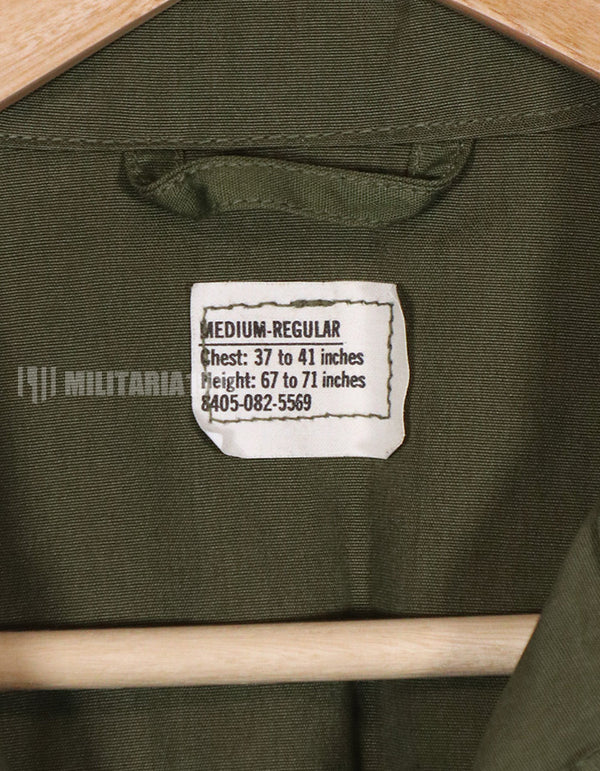 MEDIUM-REGULAR
Chest: 37 to 41 inches
Height: 67 to 71 inches
8405-082-5569
MILITARIA